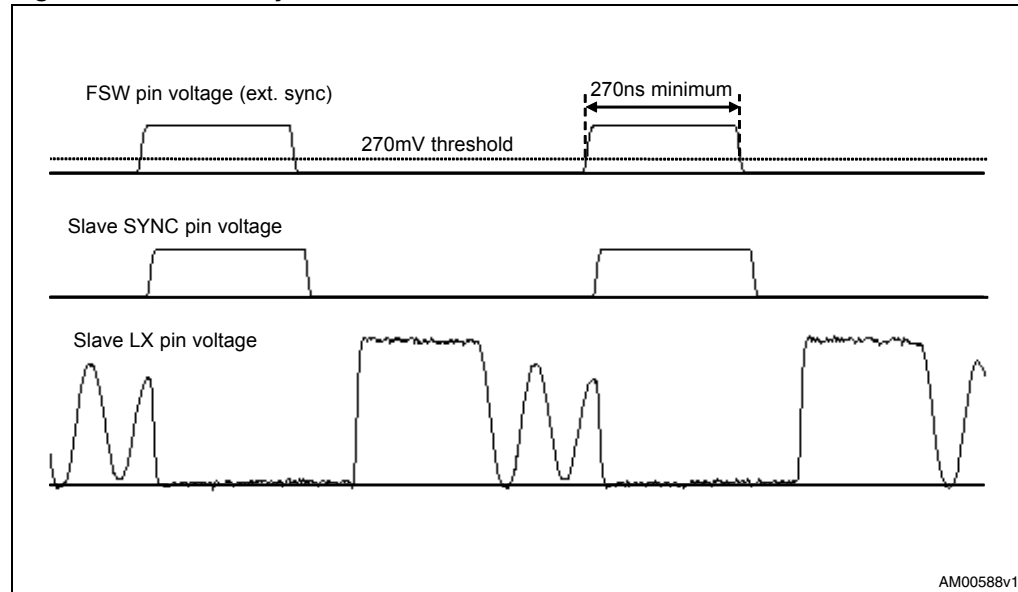 FSW pin voltage (ext. sync)
270ns minimum
270mV threshold
Slave SYNC pin voltage
Slave LX pin voltage
AM00588v1